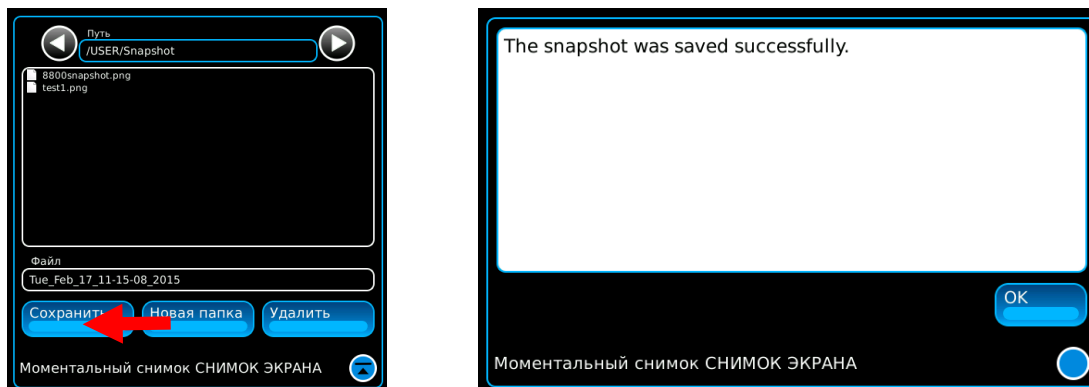 Путь
/USER/Snapshot
8800snapshot.png
test1.png
Файл
Tue_Feb_17_11-15-08_2015
Сохранить Новая папка Удалить
Моментальный снимок СНИМОК ЭКРАНА
The snapshot was saved successfully.
OK
Моментальный снимок СНИМОК ЭКРАНА